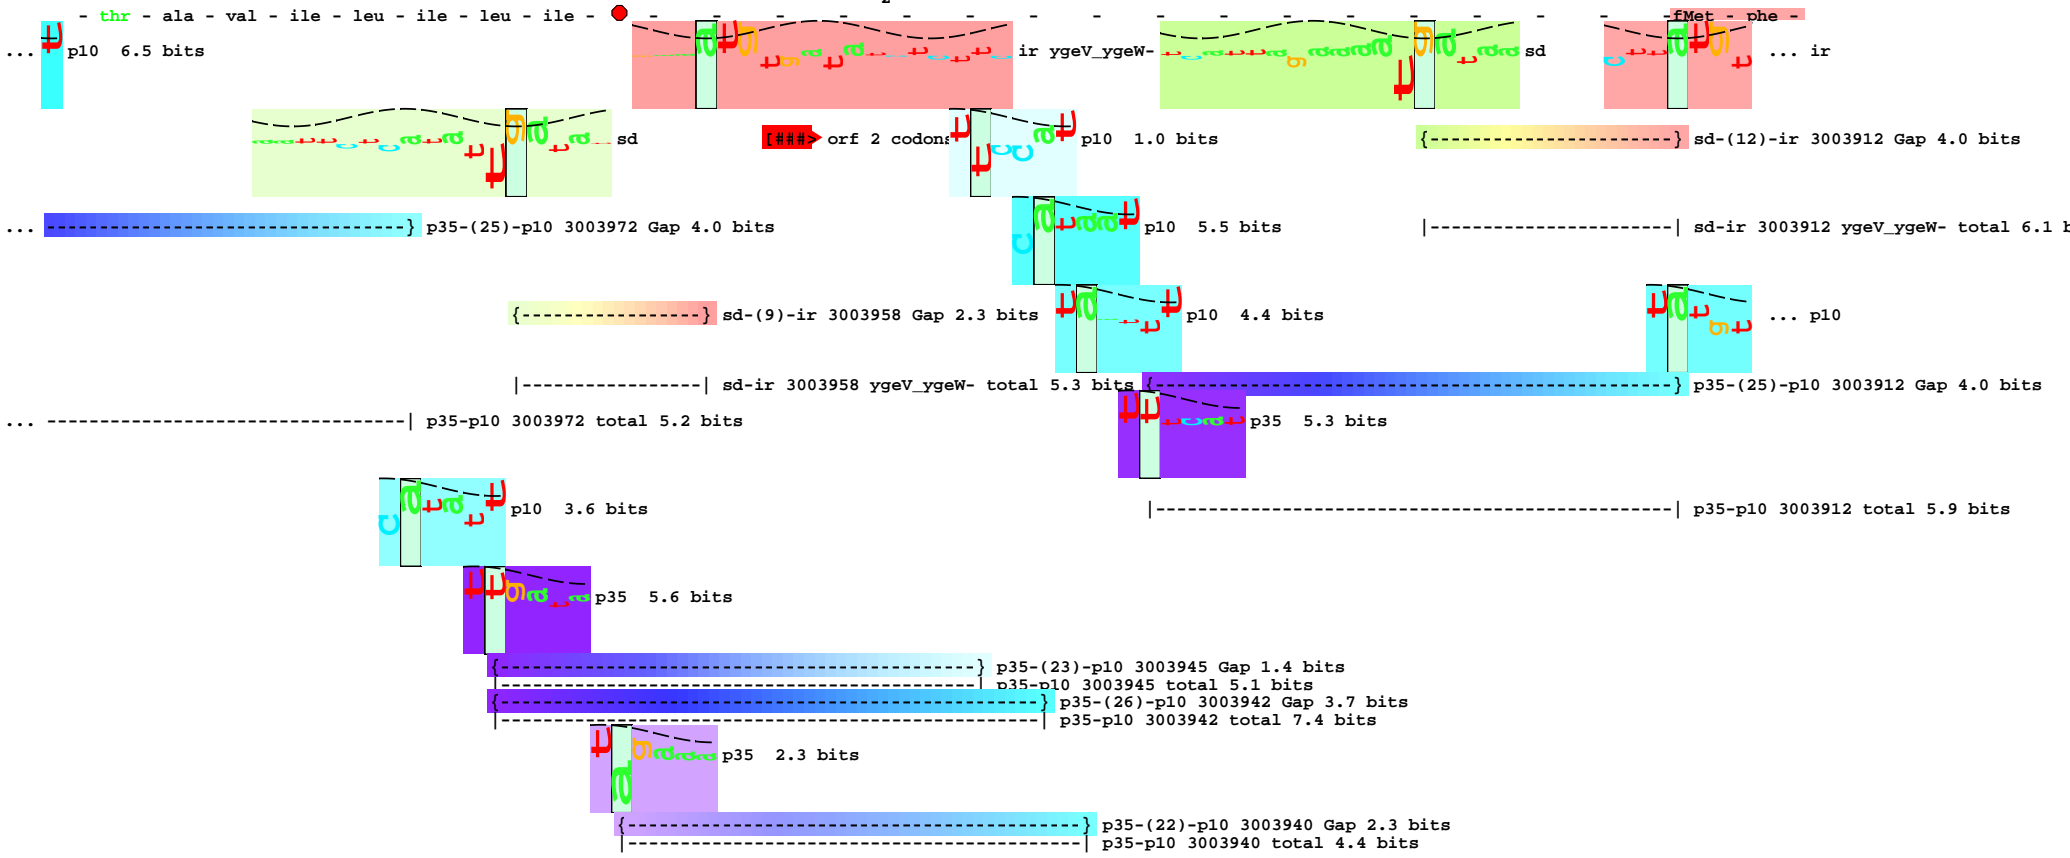 2
- thr - ala - val - ile - leu - ile - leu - ile - - - - - - - - - - - - - - - - - -fMet - phe -
... p10 6.5 bits
ir ygeV_ygeW-
sd
... ir
sd
[###> orf 2 codons
p10 1.0 bits
{------------------------} sd-(12)-ir 3003912 Gap 4.0 bits
... -----------------------------------} p35-(25)-p10 3003972 Gap 4.0 bits
p10 5.5 bits
|-----------------------| sd-ir 3003912 ygeV_ygeW- total 6.1 b
{-----------------} sd-(9)-ir 3003958 Gap 2.3 bits
p10 4.4 bits
... p10
|-----------------| sd-ir 3003958 ygeV_ygeW- total 5.3 bits
{-------------------------------------------------} p35-(25)-p10 3003912 Gap 4.0 bits
... ----------------------------------| p35-p10 3003972 total 5.2 bits
p35 5.3 bits
p10 3.6 bits
|-------------------------------------------------| p35-p10 3003912 total 5.9 bits
p35 5.6 bits
{---------------------------------------------} p35-(23)-p10 3003945 Gap 1.4 bits
|---------------------------------------------| p35-p10 3003945 total 5.1 bits
{---------------------------------------------------} p35-(26)-p10 3003942 Gap 3.7 bits
|---------------------------------------------------| p35-p10 3003942 total 7.4 bits
p35 2.3 bits
{-------------------------------------------} p35-(22)-p10 3003940 Gap 2.3 bits
|-------------------------------------------| p35-p10 3003940 total 4.4 bits